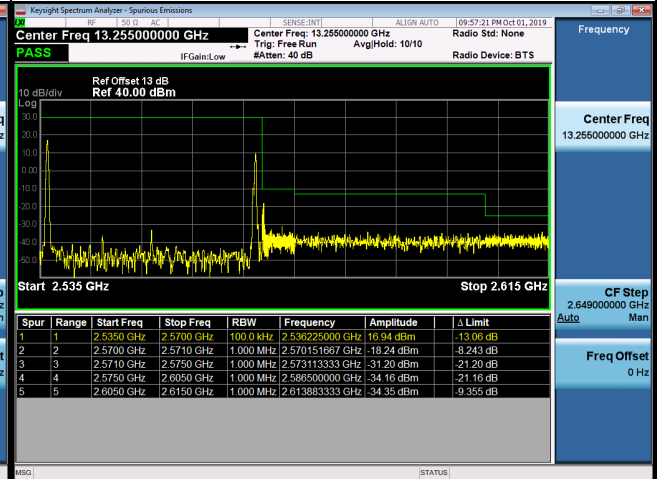 Keysight Spectrum Analyzer - Spurious Emissions
LXI RF 50 Ω AC SENSE:INT ALIGN AUTO 09:57:21 PM Oct 01, 2019
Center Freq 13.255000000 GHz
Center Freq: 13.255000000 GHz
Radio Std: None
Trig: Free Run Avg|Hold: 10/10
PASS
IFGain:Low
#Atten: 40 dB
Radio Device: BTS
Frequency
Ref Offset 13 dB
10 dB/div
Ref 40.00 dBm
Log
30.0
20.0
10.0
0.00
-10.0
-20.0
-30.0
-40.0
-50.0
Start 2.535 GHz
Stop 2.615 GHz
Center Freq
13.255000000 GHz
CF Step
2.649000000 GHz
Auto Man
Freq Offset
0 Hz
Spur Range Start Freq Stop Freq RBW Frequency Amplitude Δ Limit
1 1 2.5350 GHz 2.5700 GHz 100.0 kHz 2.536225000 GHz 16.94 dBm -13.06 dB
2 2 2.5700 GHz 2.5710 GHz 1.000 MHz 2.570151667 GHz -18.24 dBm -8.243 dB
3 3 2.5710 GHz 2.5750 GHz 1.000 MHz 2.573113333 GHz -31.20 dBm -21.20 dB
4 4 2.5750 GHz 2.6050 GHz 1.000 MHz 2.586500000 GHz -34.16 dBm -21.16 dB
5 5 2.6050 GHz 2.6150 GHz 1.000 MHz 2.613883333 GHz -34.35 dBm -9.355 dB
MSG
STATUS